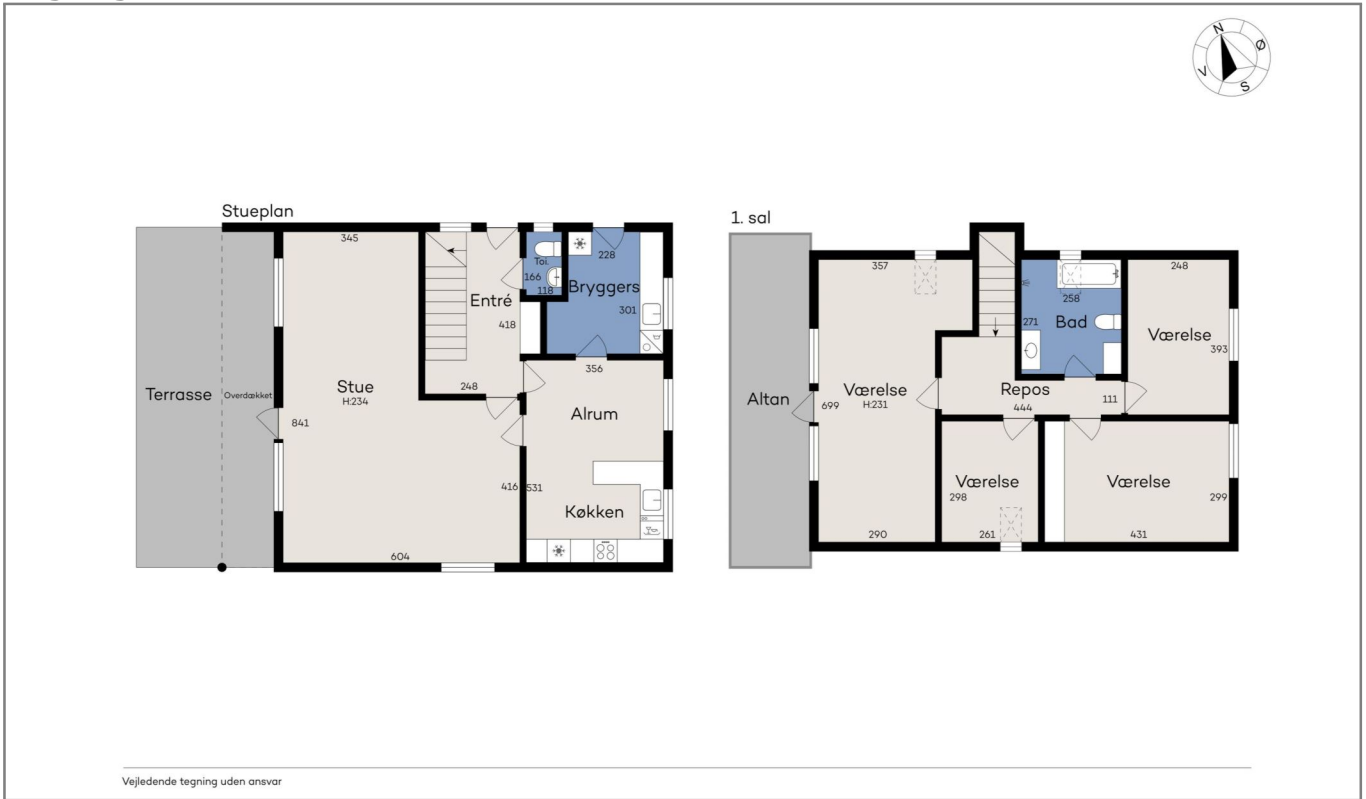 N
Ø
V
S
Stueplan
345
Toi.
166
118
228
Bryggers
301
Entré
418
248
356
Terrasse
Overdækket
Stue
H:234
841
Alrum
416
531
Køkken
604
1. sal
357
258
271
Bad
248
Værelse
393
Altan
699
Værelse
H:231
Repos
444
111
Værelse
298
261
Værelse
299
290
431
Vejledende tegning uden ansvar